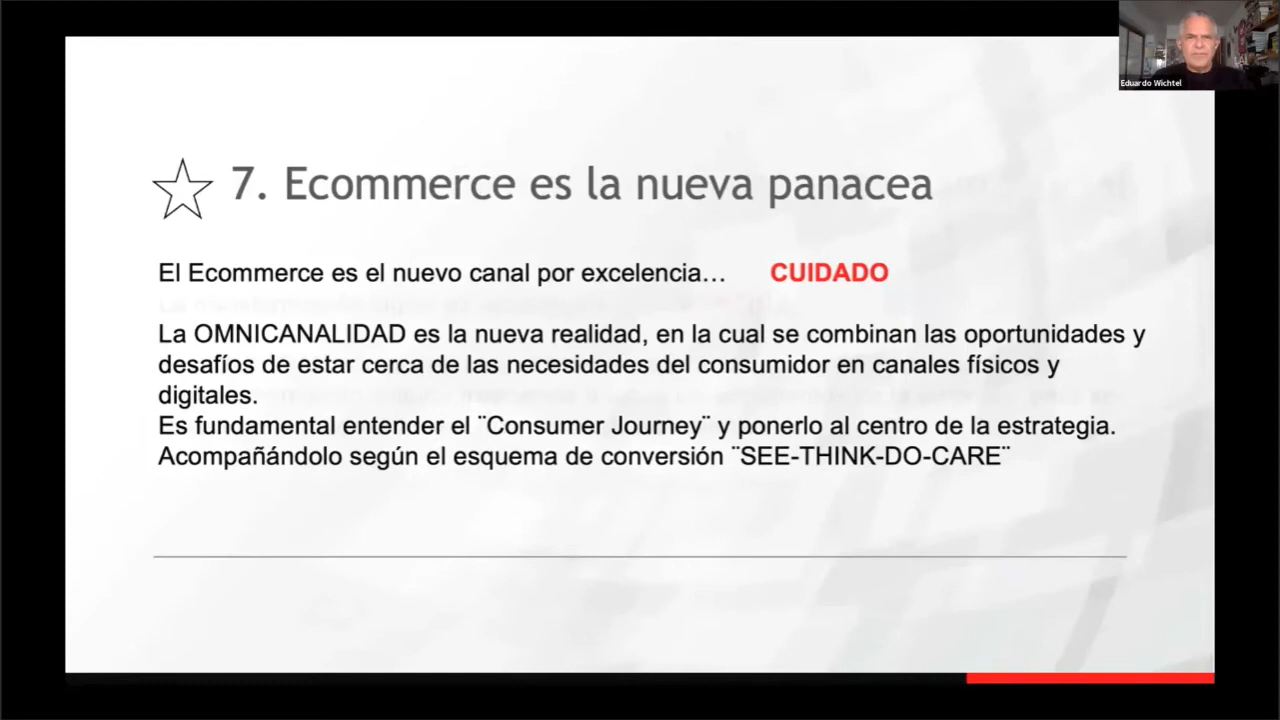 Eduardo Wichtel
7. Ecommerce es la nueva panacea
El Ecommerce es el nuevo canal por excelencia… CUIDADO
La OMNICANALIDAD es la nueva realidad, en la cual se combinan las oportunidades y
desafíos de estar cerca de las necesidades del consumidor en canales físicos y
digitales.
Es fundamental entender el ¨Consumer Journey¨ y ponerlo al centro de la estrategia.
Acompañándolo según el esquema de conversión ¨SEE-THINK-DO-CARE¨